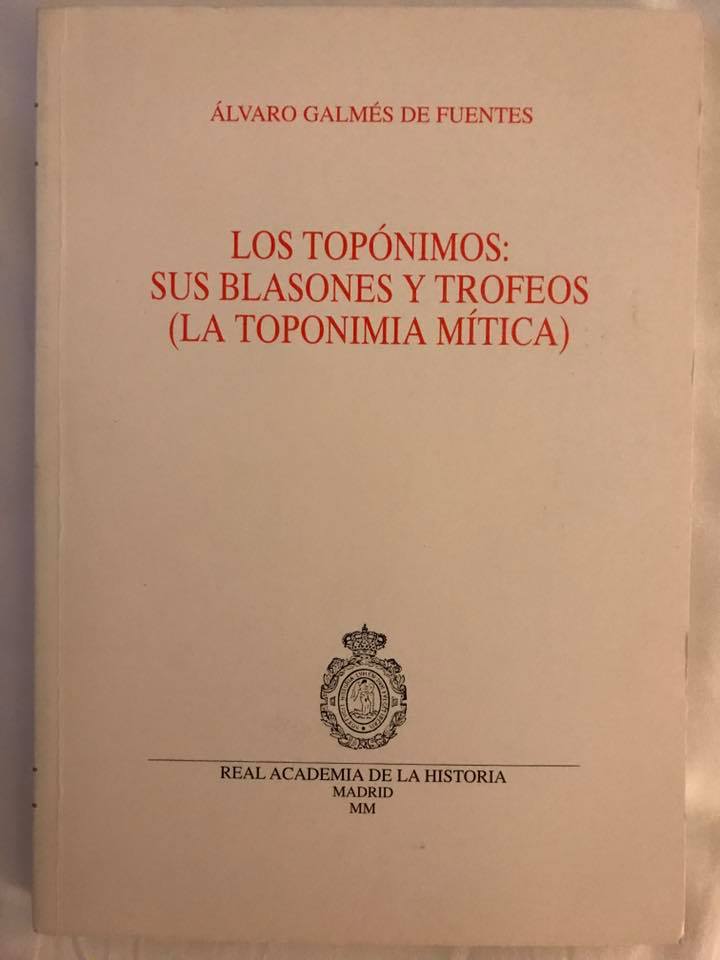 ÁLVARO GALMÉS DE FUENTES
LOS TOPÓNIMOS:
SUS BLASONES Y TROFEOS
(LA TOPONIMIA MÍTICA)
REAL ACADEMIA DE LA HISTORIA
MADRID
MM